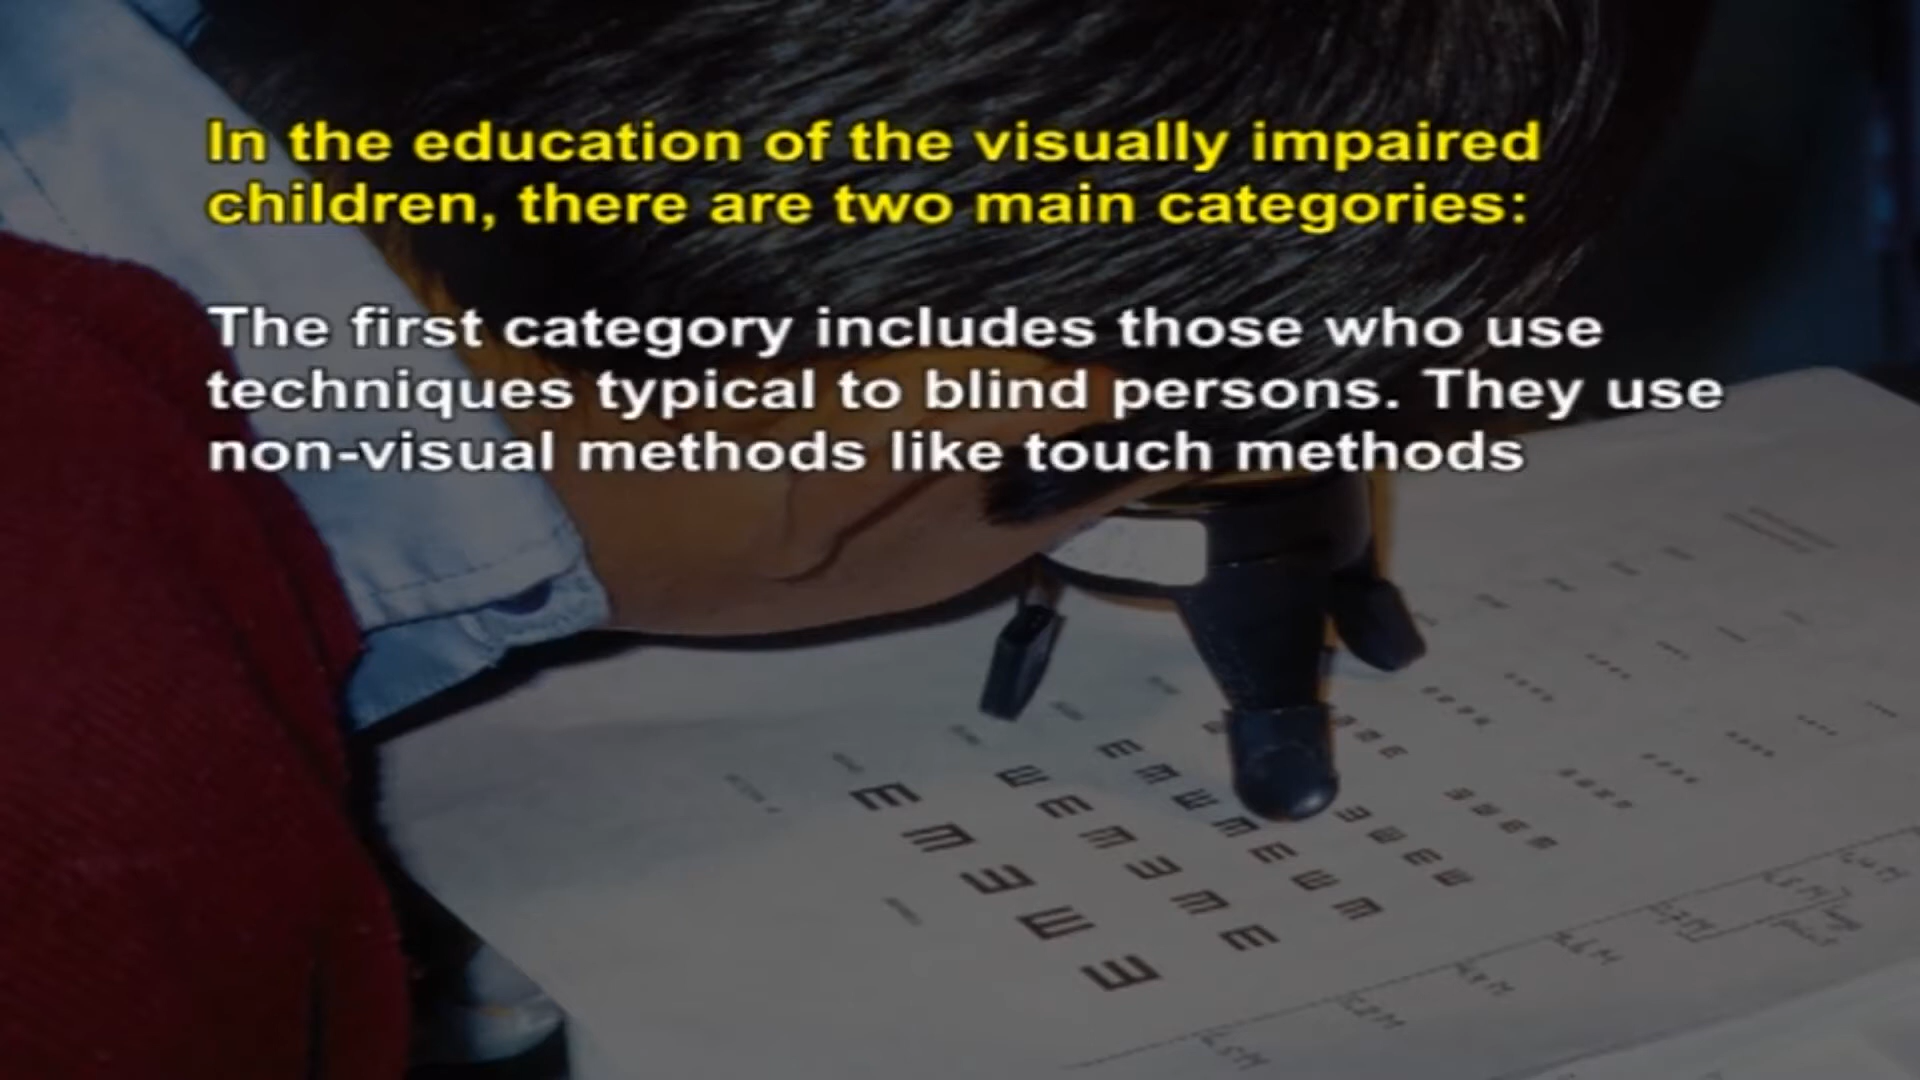 In the education of the visually impaired
children, there are two main categories:
The first category includes those who use
techniques typical to blind persons. They use
non-visual methods like touch methods